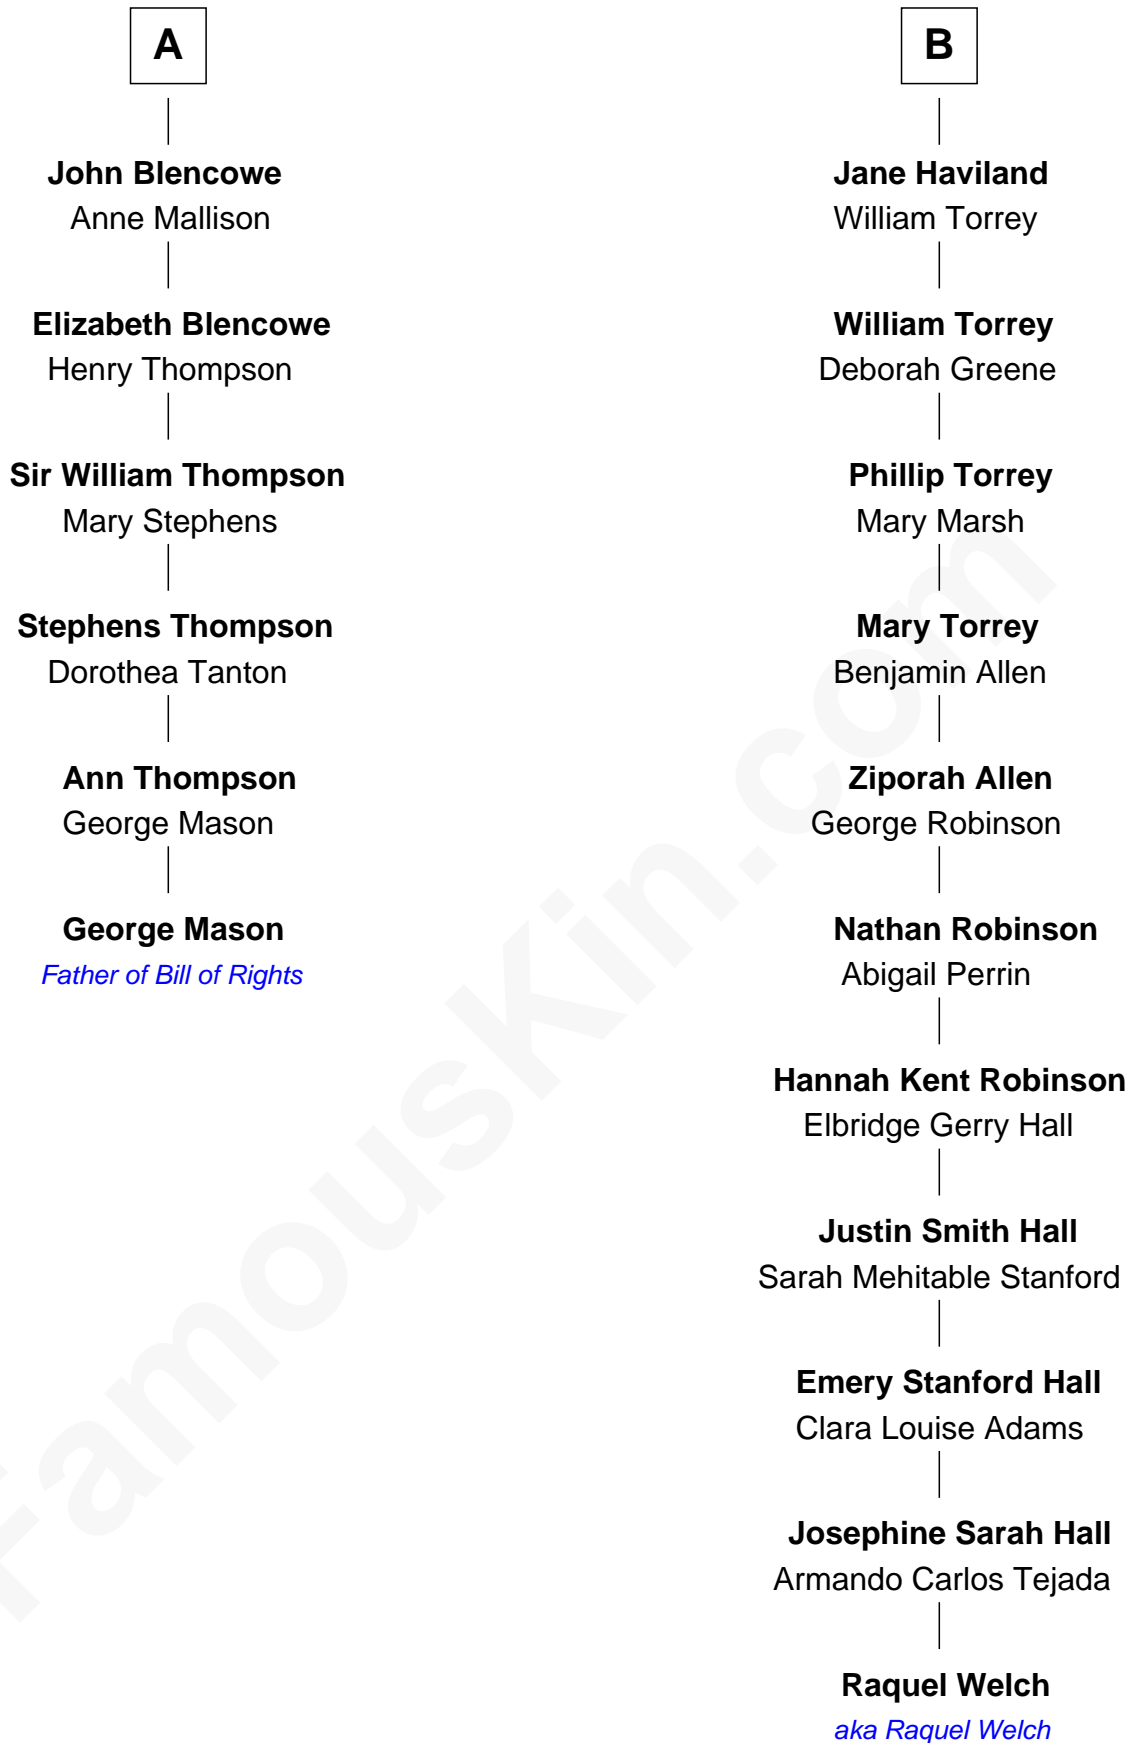 A
John Blencowe
Anne Mallison
Elizabeth Blencowe
Henry Thompson
Sir William Thompson
Mary Stephens
Stephens Thompson
Dorothea Tanton
Ann Thompson
George Mason
George Mason
Father of Bill of Rights
B
Jane Haviland
William Torrey
William Torrey
Deborah Greene
Phillip Torrey
Mary Marsh
Mary Torrey
Benjamin Allen
Ziporah Allen
George Robinson
Nathan Robinson
Abigail Perrin
Hannah Kent Robinson
Elbridge Gerry Hall
Justin Smith Hall
Sarah Mehitable Stanford
Emery Stanford Hall
Clara Louise Adams
Josephine Sarah Hall
Armando Carlos Tejada
Raquel Welch
aka Raquel Welch
FamousKin.com